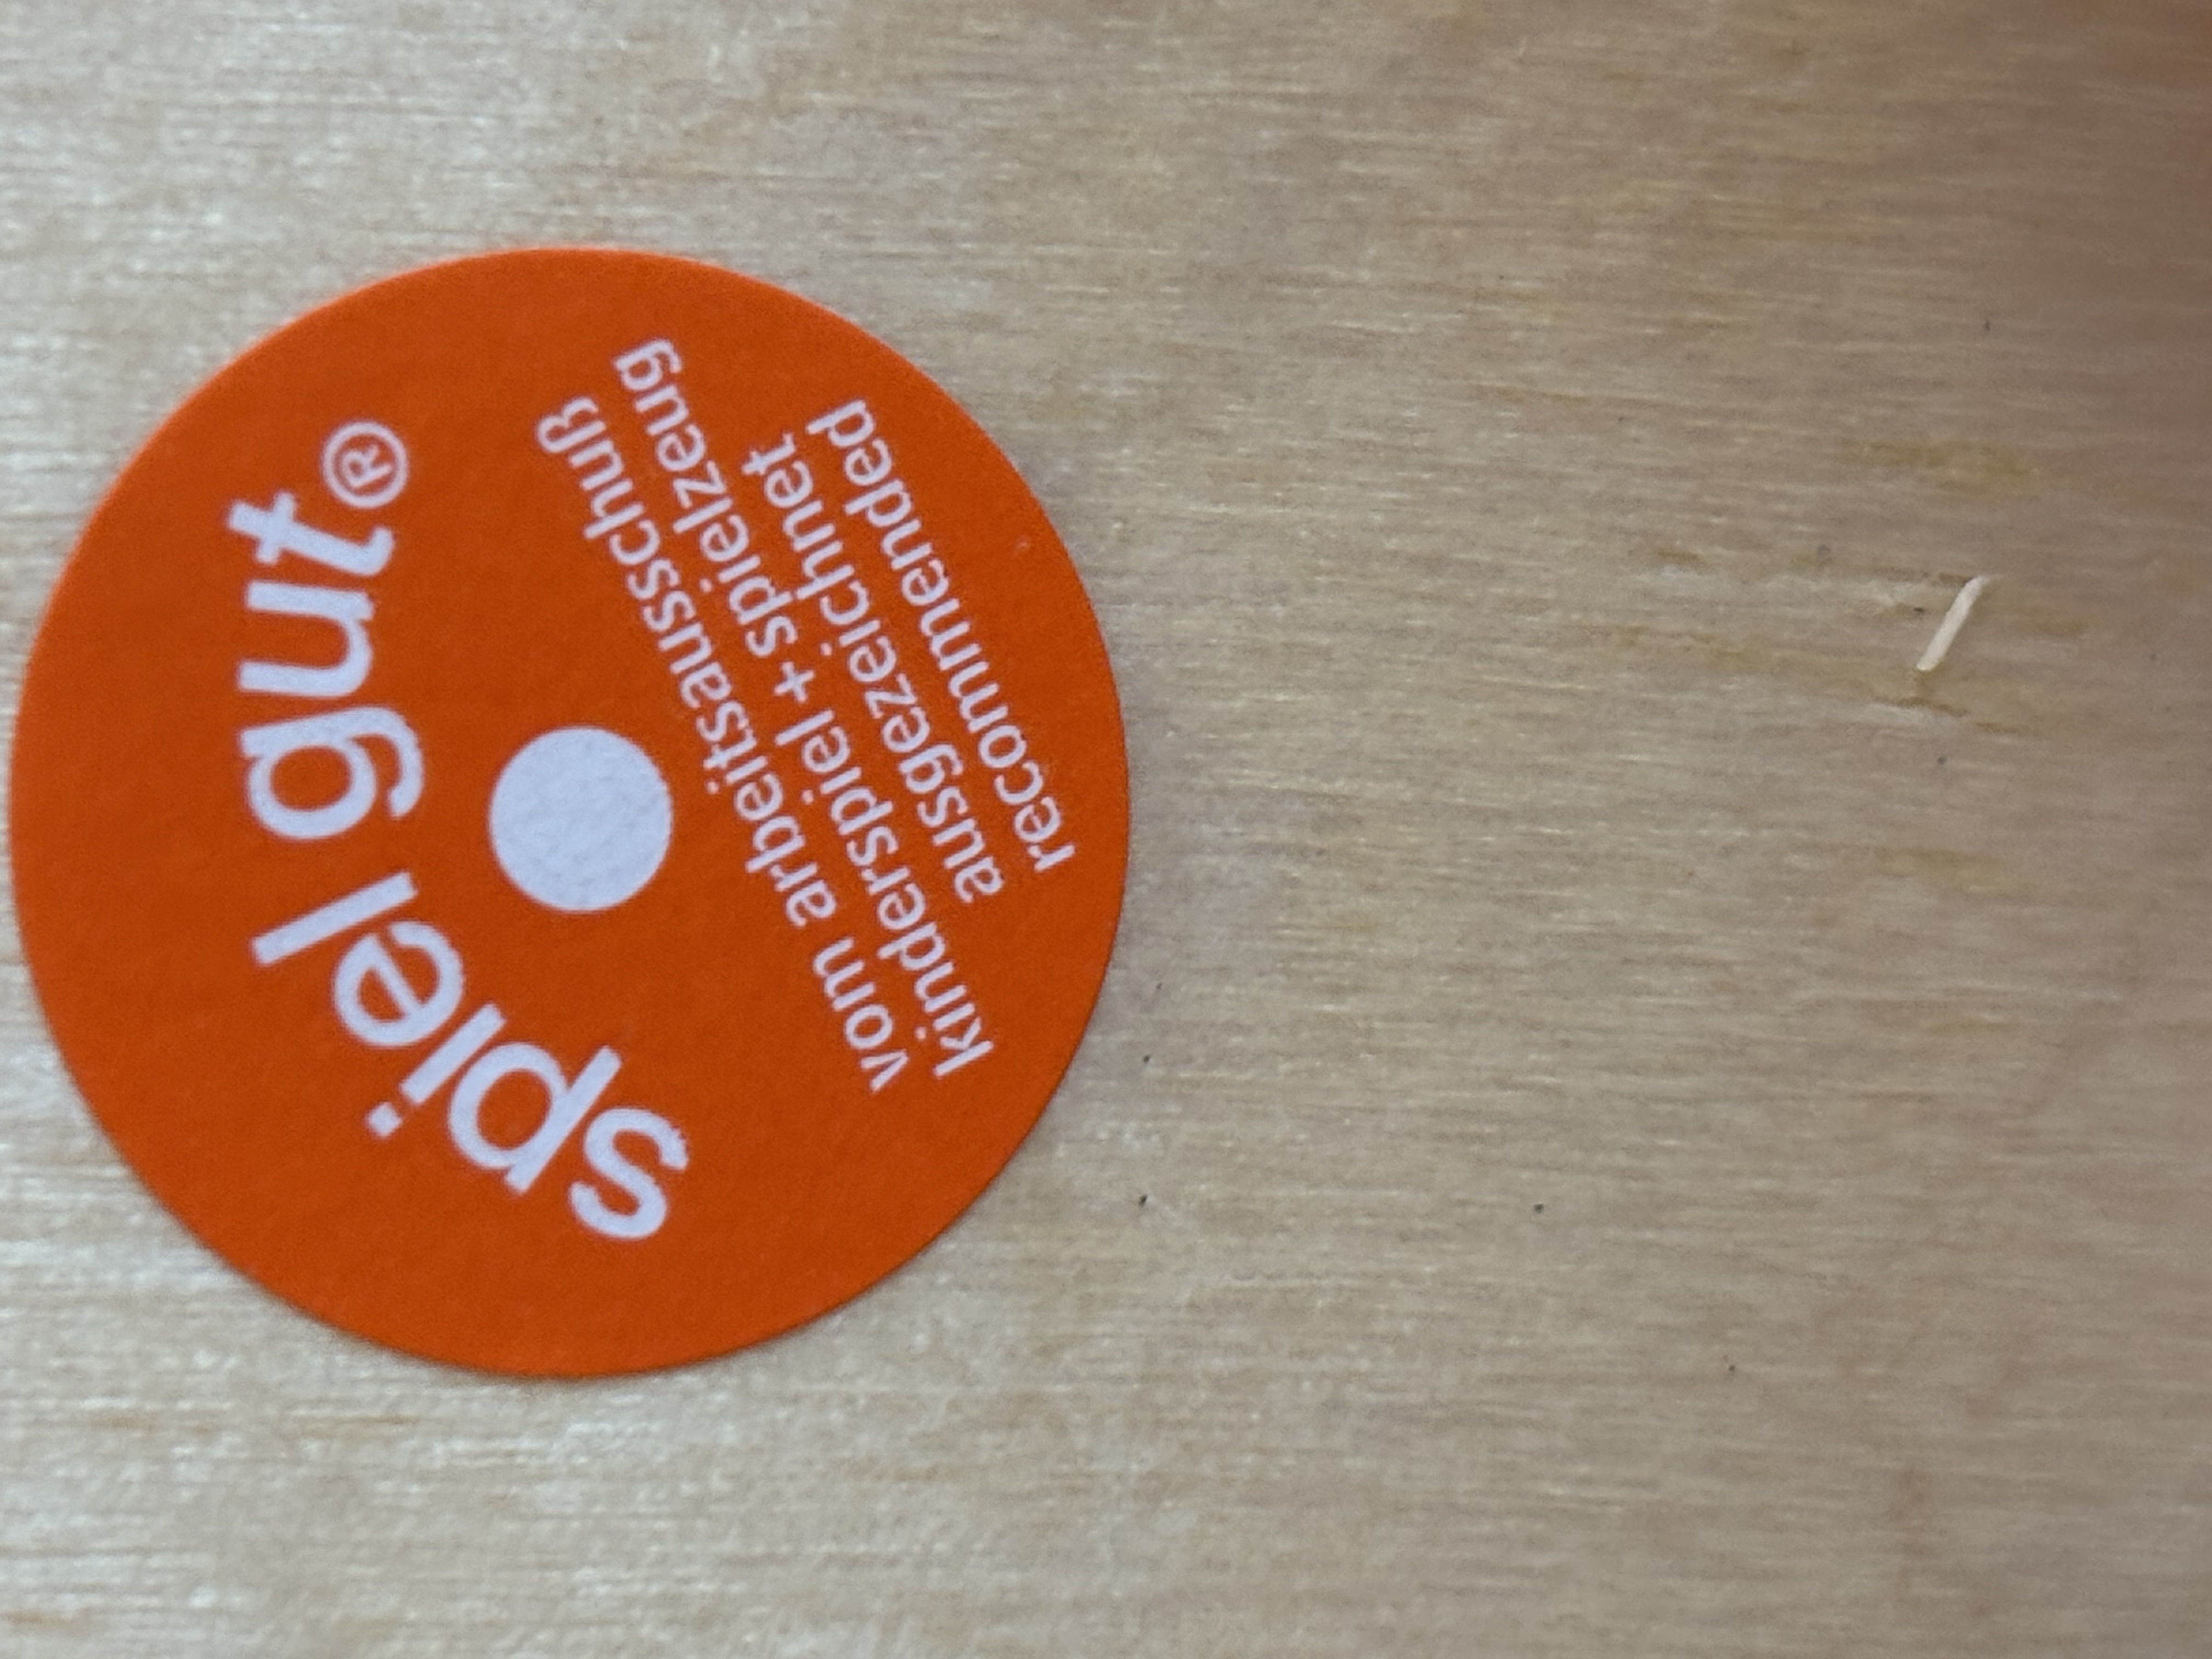 spiel gut®
vom arbeitsausschuß
kinderspiel + spielzeug
ausgezeichnet
recommended